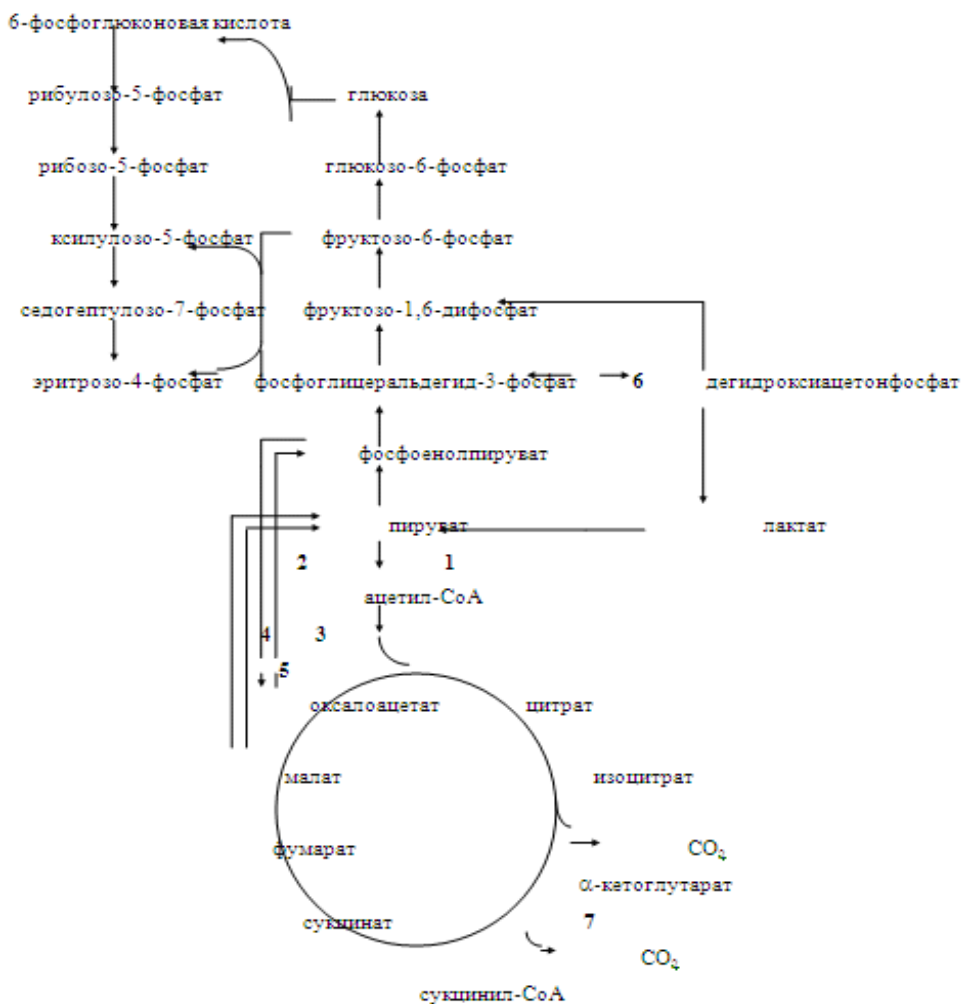 6-фосфоглюконовая кислота
рибулозо-5-фосфат глюкоза
рибозо-5-фосфат глюкозо-6-фосфат
ксилулозо-5-фосфат фруктозо-6-фосфат
седогептулозо-7-фосфат фруктозо-1,6-дифосфат
эритрозо-4-фосфат фосфоглицеральдегид-3-фосфат 6 дегидроксиацетонфосфат
фосфоенолпируват
пируват лактат
2 1
ацетил-СоА
4 3
5
оксалоацетат цитрат
малат изоцитрат
фумарат CO₂
α-кетоглутарат
сукцинат 7
CO₂
сукцинил-СоА